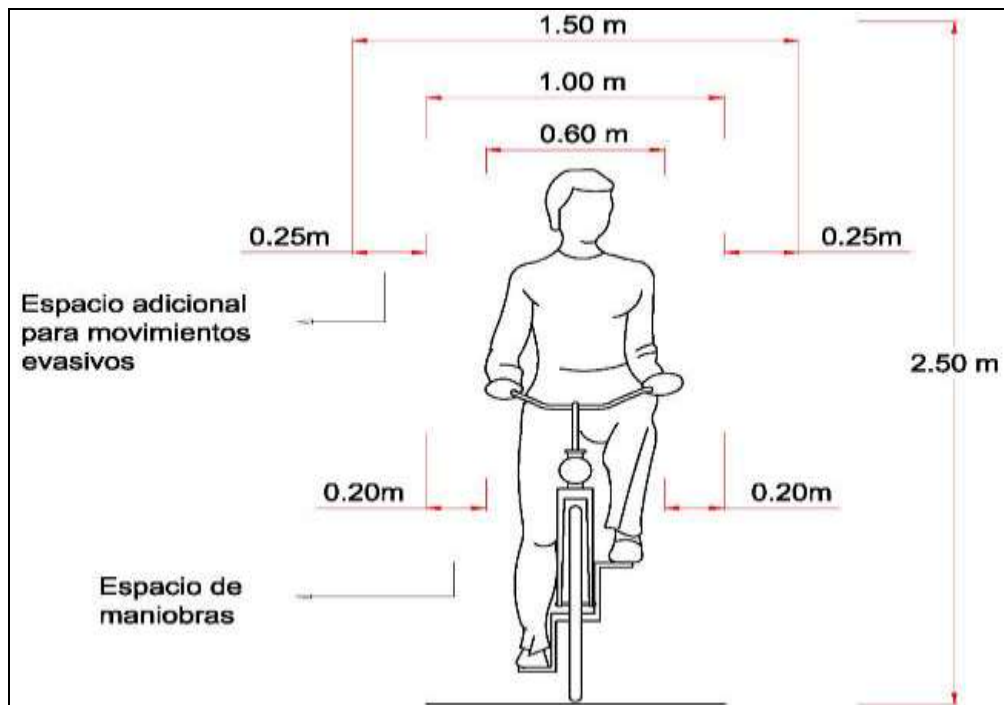 1.50 m
1.00 m
0.60 m
0.25m
0.25m
Espacio adicional
para movimientos
evasivos
2.50 m
0.20m
0.20m
Espacio de
maniobras